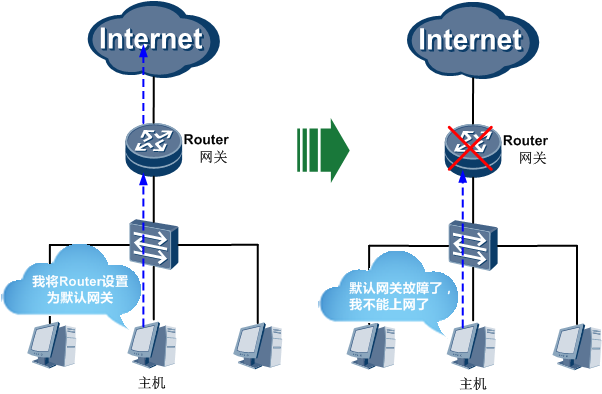 Internet
Router
网关
我将Router设置
为默认网关
主机
Internet
Router
网关
默认网关故障了，
我不能上网了
主机